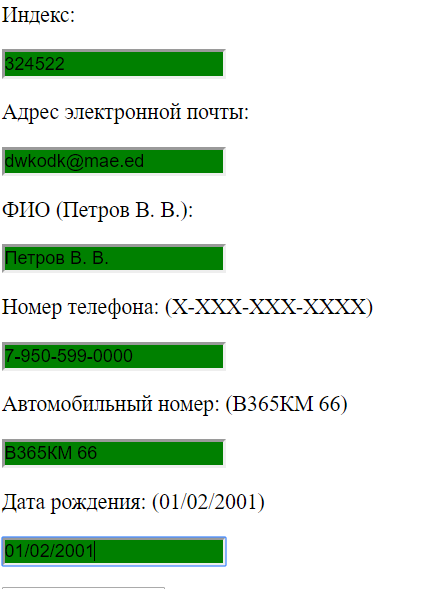 Индекс:
324522
Адрес электронной почты:
dwkodk@mae.ed
ФИО (Петров В. В.):
Петров В. В.
Номер телефона: (X-XXX-XXX-XXXX)
7-950-599-0000
Автомобильный номер: (В365КМ 66)
В365КМ 66
Дата рождения: (01/02/2001)
01/02/2001